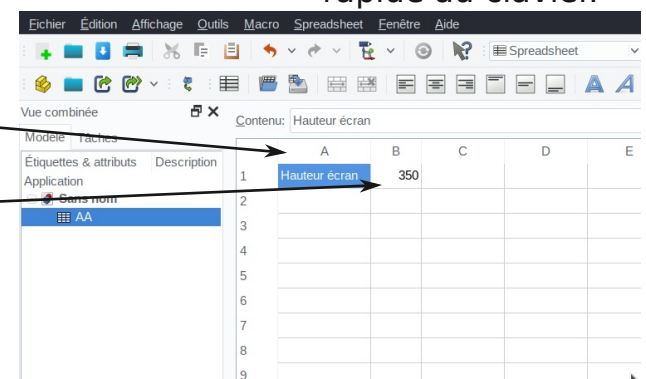 rapide du clavier.
Fichier Édition Affichage Outils Macro Spreadsheet Fenêtre Aide
Spreadsheet
Vue combinée
Contenu: Hauteur écran
Modèle Tâches
Étiquettes & attributs Description
Application
Sans nom
AA
A B C D E
1 Hauteur écran 350
2
3
4
5
6
7
8
9